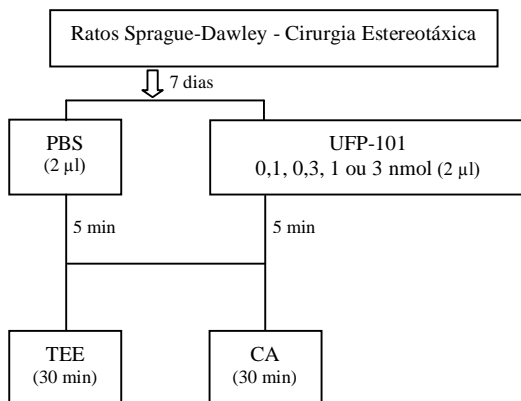 Ratos Sprague-Dawley - Cirurgia Estereotáxica
7 dias
PBS
(2 µl)
UFP-101
0,1, 0,3, 1 ou 3 nmol (2 µl)
5 min
5 min
TEE
(30 min)
CA
(30 min)